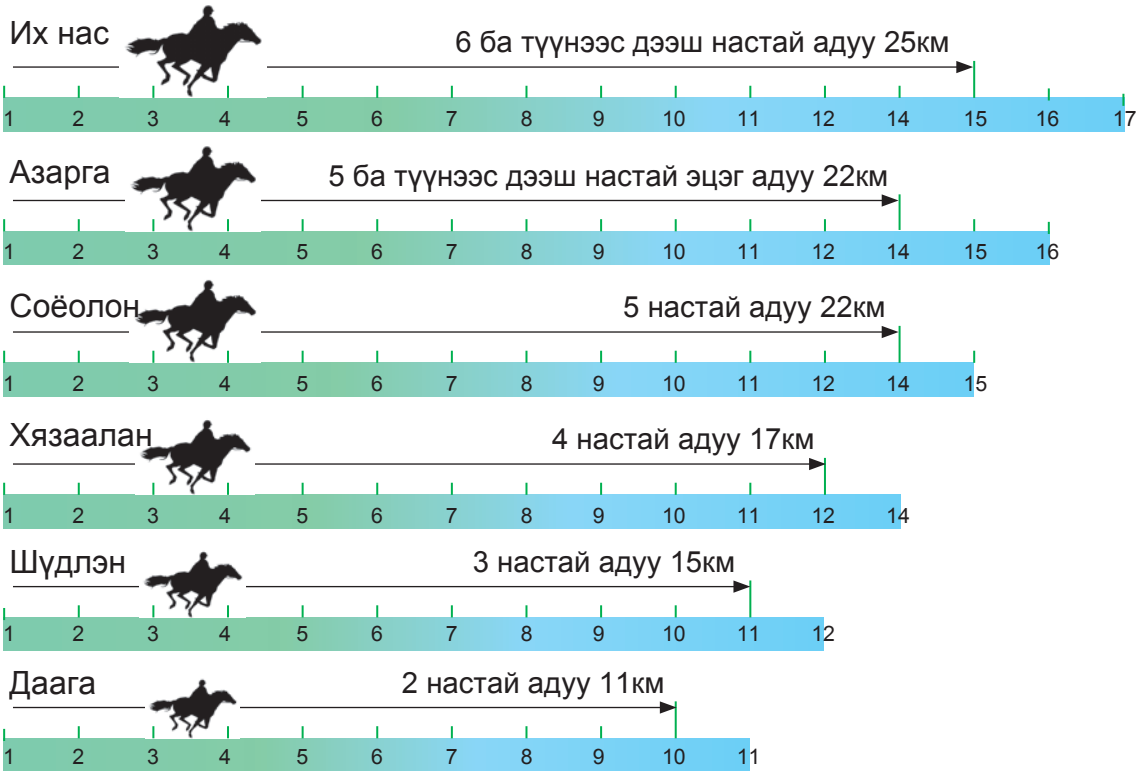 Их нас
6 ба түүнээс дээш настай адуу 25км
1 2 3 4 5 6 7 8 9 10 11 12 14 15 16 17
Азарга
5 ба түүнээс дээш настай эцэг адуу 22км
1 2 3 4 5 6 7 8 9 10 11 12 14 15 16
Соёолон
5 настай адуу 22км
1 2 3 4 5 6 7 8 9 10 11 12 14 15
Хязаалан
4 настай адуу 17км
1 2 3 4 5 6 7 8 9 10 11 12 14
Шүдлэн
3 настай адуу 15км
1 2 3 4 5 6 7 8 9 10 11 12
Даага
2 настай адуу 11км
1 2 3 4 5 6 7 8 9 10 11